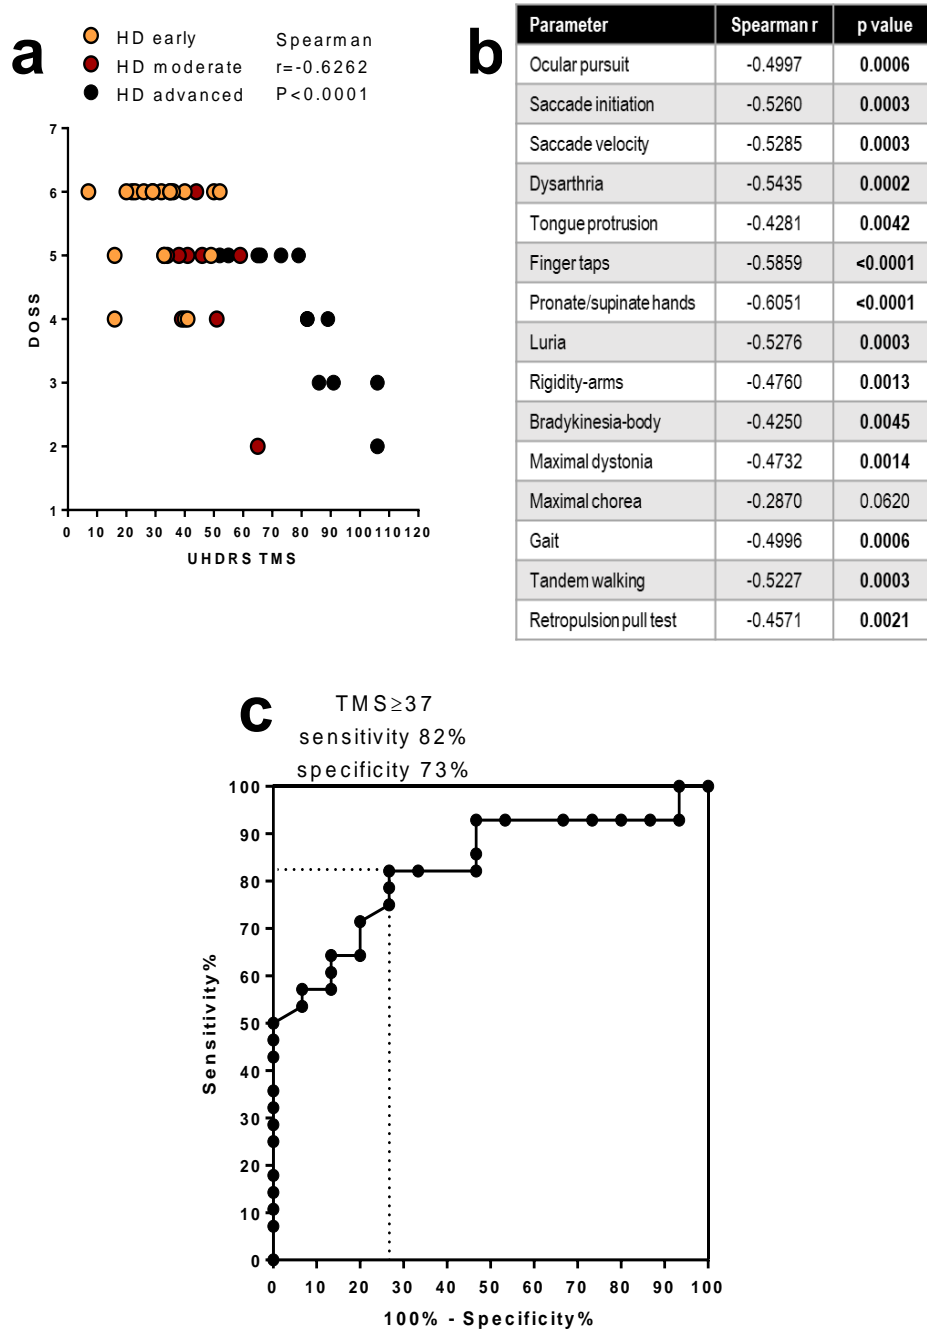 a
HD early
HD moderate
HD advanced
Spearman
r=-0.6262
P<0.0001
7
6
5
4
3
2
1
DOSS
0 10 20 30 40 50 60 70 80 90 100 110 120
UHDRS TMS
b
Parameter Spearman r p value
Ocular pursuit -0.4997 0.0006
Saccade initiation -0.5260 0.0003
Saccade velocity -0.5285 0.0003
Dysarthria -0.5435 0.0002
Tongue protrusion -0.4281 0.0042
Finger taps -0.5859 <0.0001
Pronate/supinate hands -0.6051 <0.0001
Luria -0.5276 0.0003
Rigidity-arms -0.4760 0.0013
Bradykinesia-body -0.4250 0.0045
Maximal dystonia -0.4732 0.0014
Maximal chorea -0.2870 0.0620
Gait -0.4996 0.0006
Tandem walking -0.5227 0.0003
Retropulsion pull test -0.4571 0.0021
c
TMS≥37
sensitivity 82%
specificity 73%
100
90
80
70
60
50
40
30
20
10
0
Sensitivity%
0 10 20 30 40 50 60 70 80 90 100
100% - Specificity%